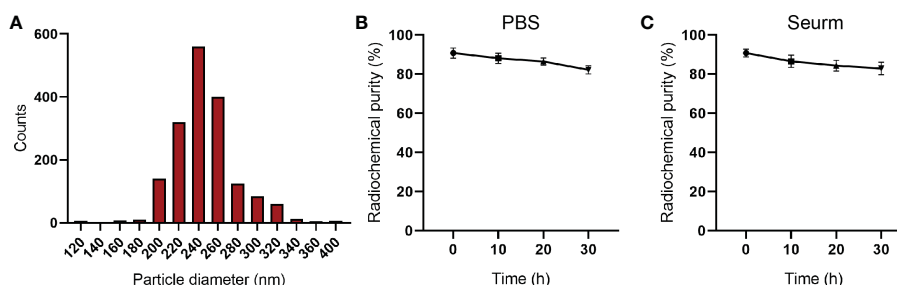 A
Counts
600
400
200
0
120 140 160 180 200 220 240 260 280 300 320 340 360 400
Particle diameter (nm)
B
PBS
Radiochemical purity (%)
100
80
60
40
20
0
0 10 20 30
Time (h)
C
Seurm
Radiochemical purity (%)
100
80
60
40
20
0
0 10 20 30
Time (h)